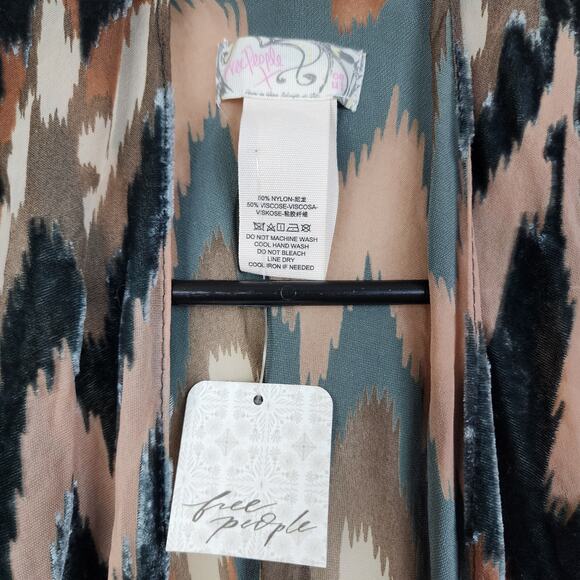 free People
60% NYLON-尼龙
50% VISCOSE-VISCOSA-
VISKOSE-粘胶纤维
DO NOT MACHINE WASH
COOL HAND WASH
DO NOT BLEACH
LINE DRY
COOL IRON IF NEEDED
free
people